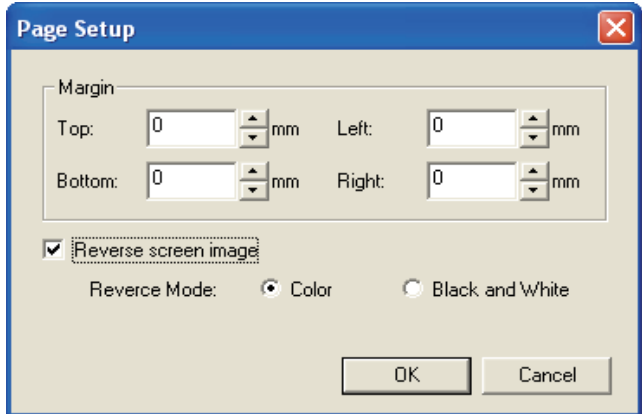 Page Setup
Margin
Top: 0 mm Left: 0 mm
Bottom: 0 mm Right: 0 mm
Reverse screen image
Reverce Mode: Color Black and White
OK Cancel